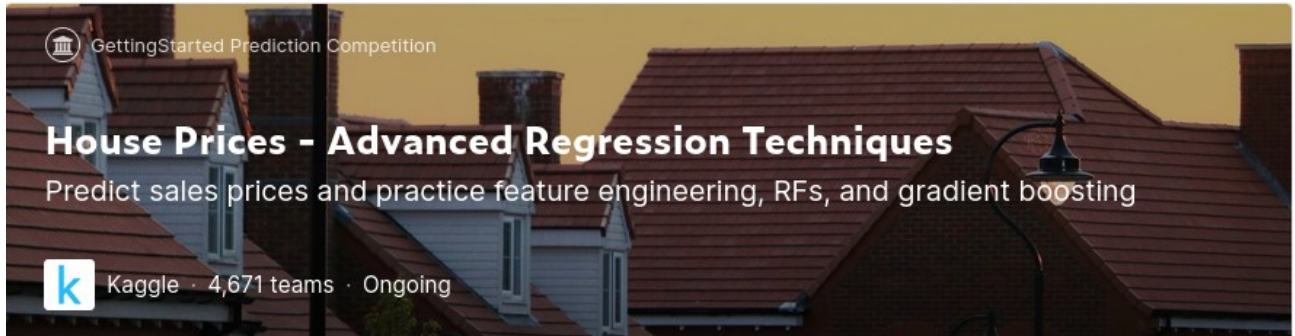 GettingStarted Prediction Competition
House Prices - Advanced Regression Techniques
Predict sales prices and practice feature engineering, RFs, and gradient boosting
k Kaggle · 4,671 teams · Ongoing